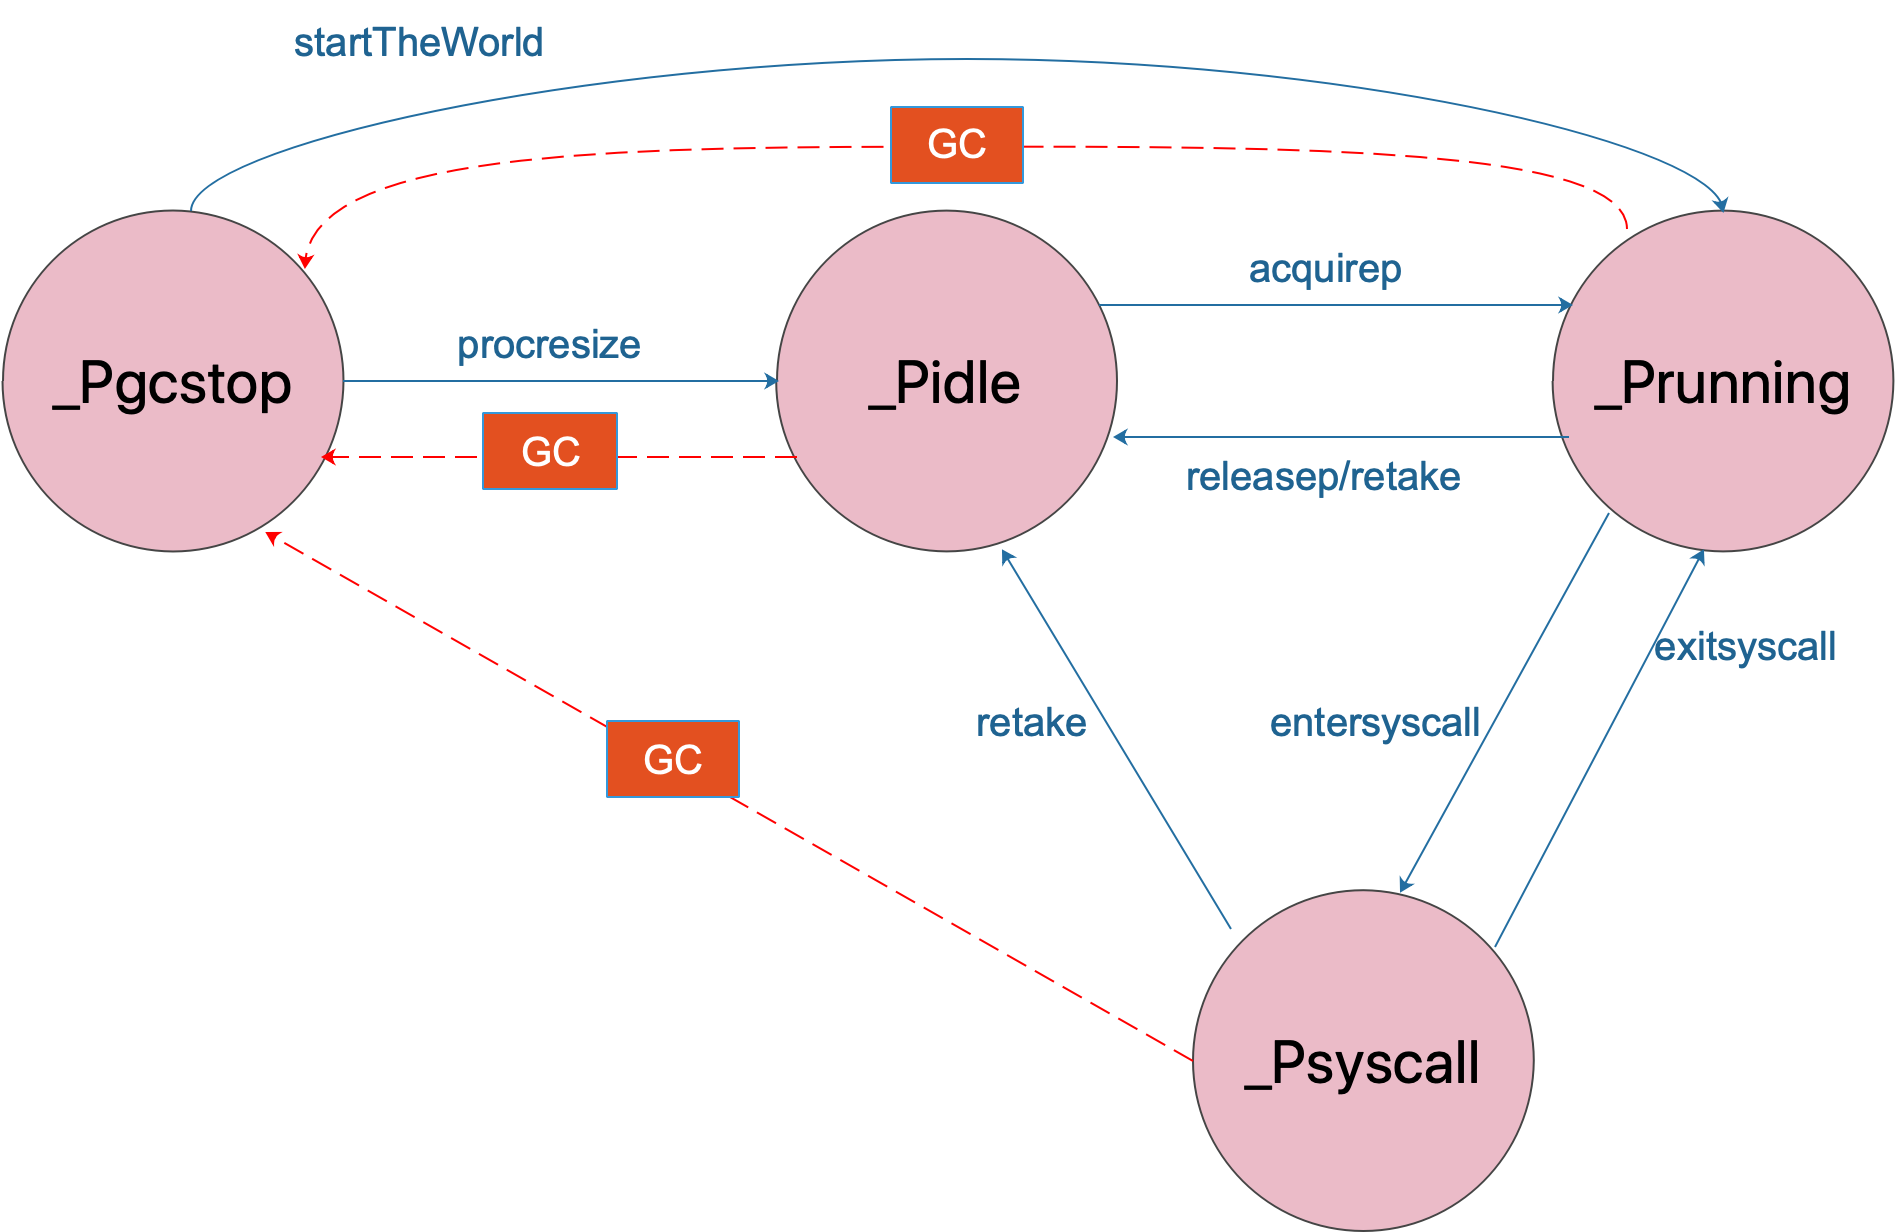 startTheWorld
GC
acquirep
procresize
_Pgcstop
_Pidle
_Prunning
GC
releasep/retake
exitsyscall
retake
entersyscall
GC
_Psyscall